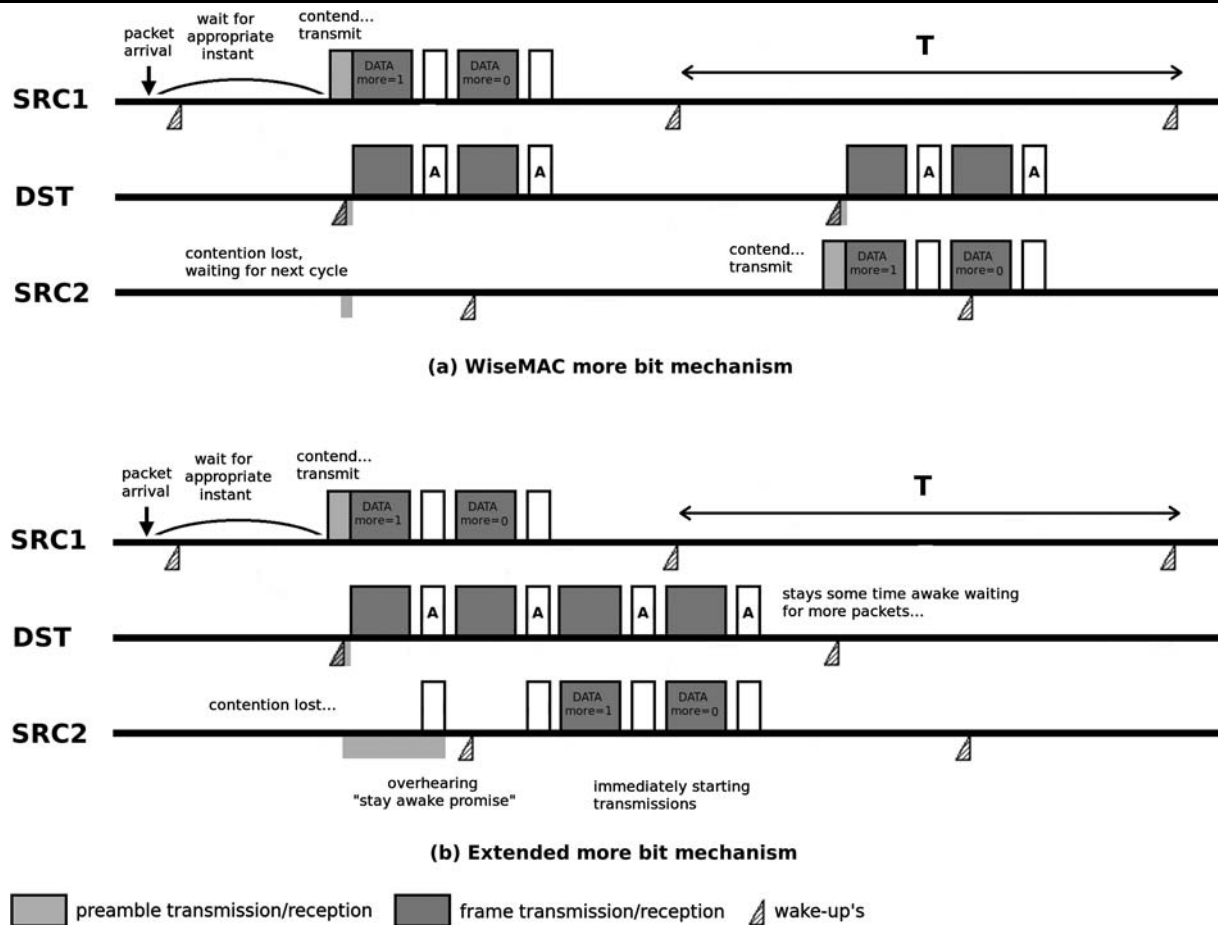 packet
arrival
wait for
appropriate
instant
contend...
transmit
T
SRC1
DATA
more=1
DATA
more=0
DST
A
A
A
A
contention lost,
waiting for next cycle
contend...
transmit
SRC2
DATA
more=1
DATA
more=0
(a) WiseMAC more bit mechanism
packet
arrival
wait for
appropriate
instant
contend...
transmit
T
SRC1
DATA
more=1
DATA
more=0
DST
A
A
A
A
stays some time awake waiting
for more packets...
SRC2
contention lost...
DATA
more=1
DATA
more=0
overhearing
"stay awake promise"
immediately starting
transmissions
(b) Extended more bit mechanism
preamble transmission/reception
frame transmission/reception
wake-up's